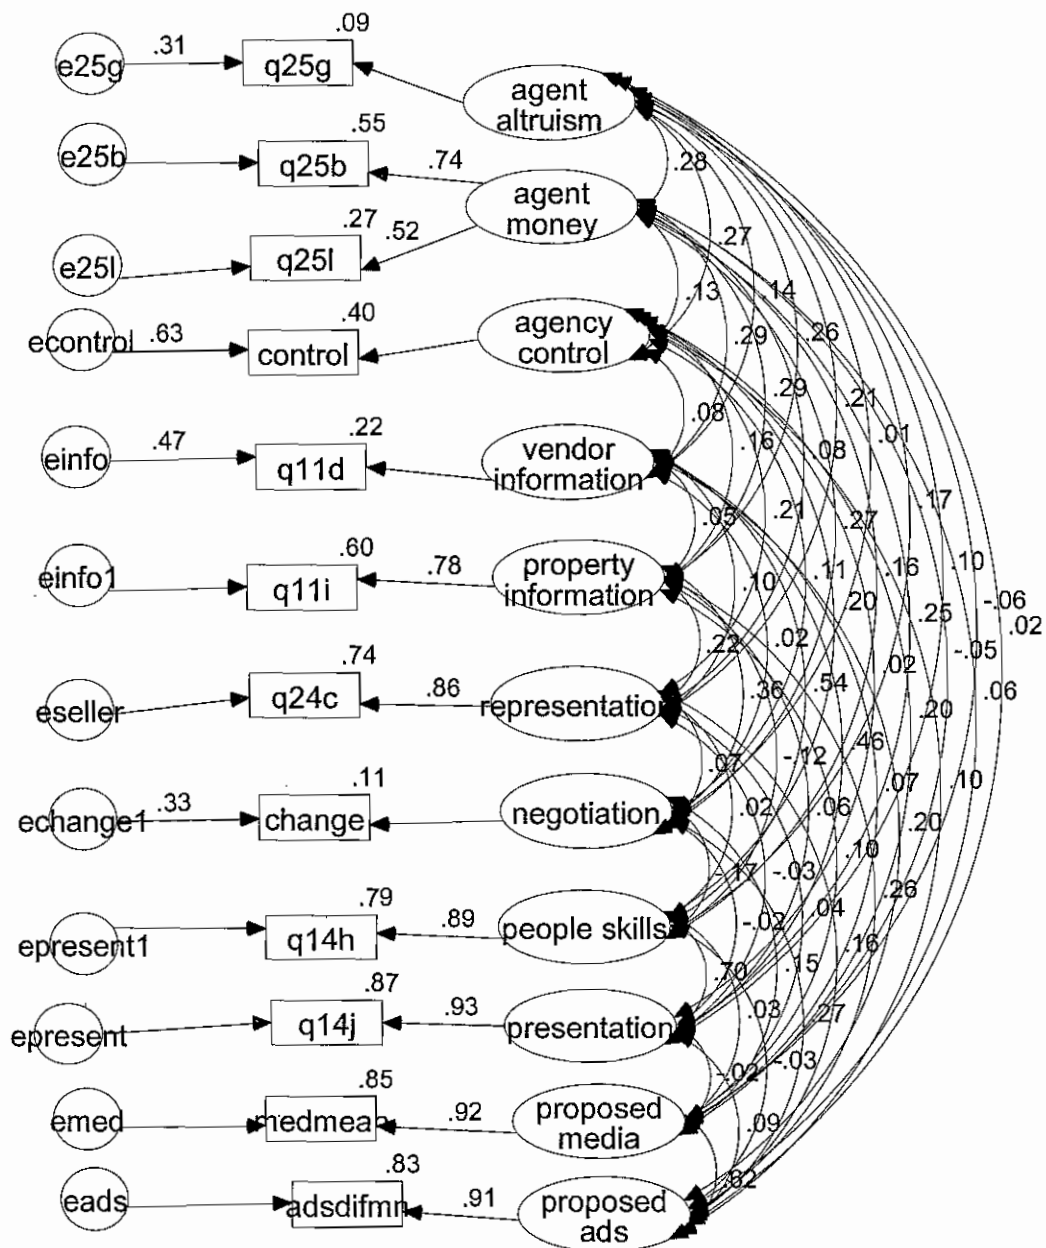 .09
.31
e25g
q25g
agent
altruism
.55
e25b
q25b
.74
.28
agent
money
.27
.52
e25l
q25l
.27
.13
.14
.40
econtrol
.63
control
agency
control
.29
.26
.29
.21
.08
.16
.08
.01
.22
einfo
.47
q11d
vendor
information
.17
.05
.21
.27
.60
einfo1
q11i
.78
property
information
.10
.11
.16
.10
.20
.25
-.06
.02
.74
eseller
q24c
.86
representation
.22
.02
.02
-.05
.36
.54
.06
.20
.46
-.12
.07
.07
.10
.11
echange1
.33
change
negotiation
.02
.06
.20
.10
-.17
-.03
.26
.79
epresent1
q14h
.89
people skills
-.02
.04
.16
.70
.15
.87
epresent
q14j
.93
presentation
.03
.27
-.02
-.03
.85
emed
medmean
.92
proposed
media
.09
.83
eads
adsdifmn
.91
proposed
ads
.62